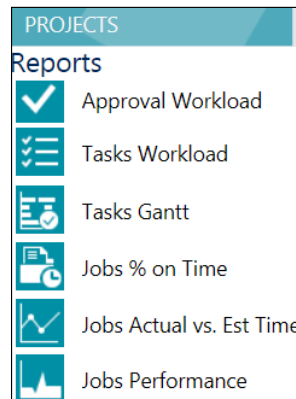 PROJECTS
Reports
Approval Workload
Tasks Workload
Tasks Gantt
Jobs % on Time
Jobs Actual vs. Est Time
Jobs Performance